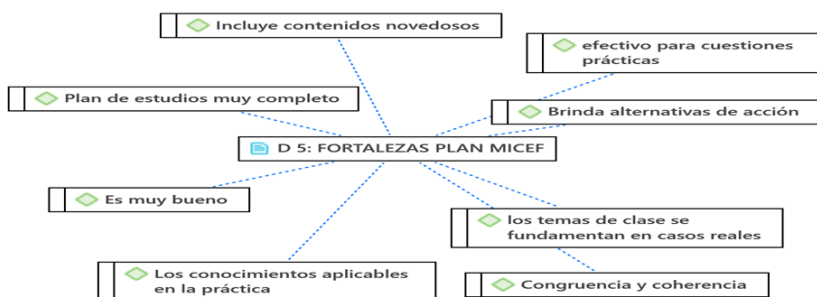 Incluye contenidos novedosos
efectivo para cuestiones
prácticas
Plan de estudios muy completo
Brinda alternativas de acción
D 5: FORTALEZAS PLAN MICEF
Es muy bueno
los temas de clase se
fundamentan en casos reales
Los conocimientos aplicables
en la práctica
Congruencia y coherencia